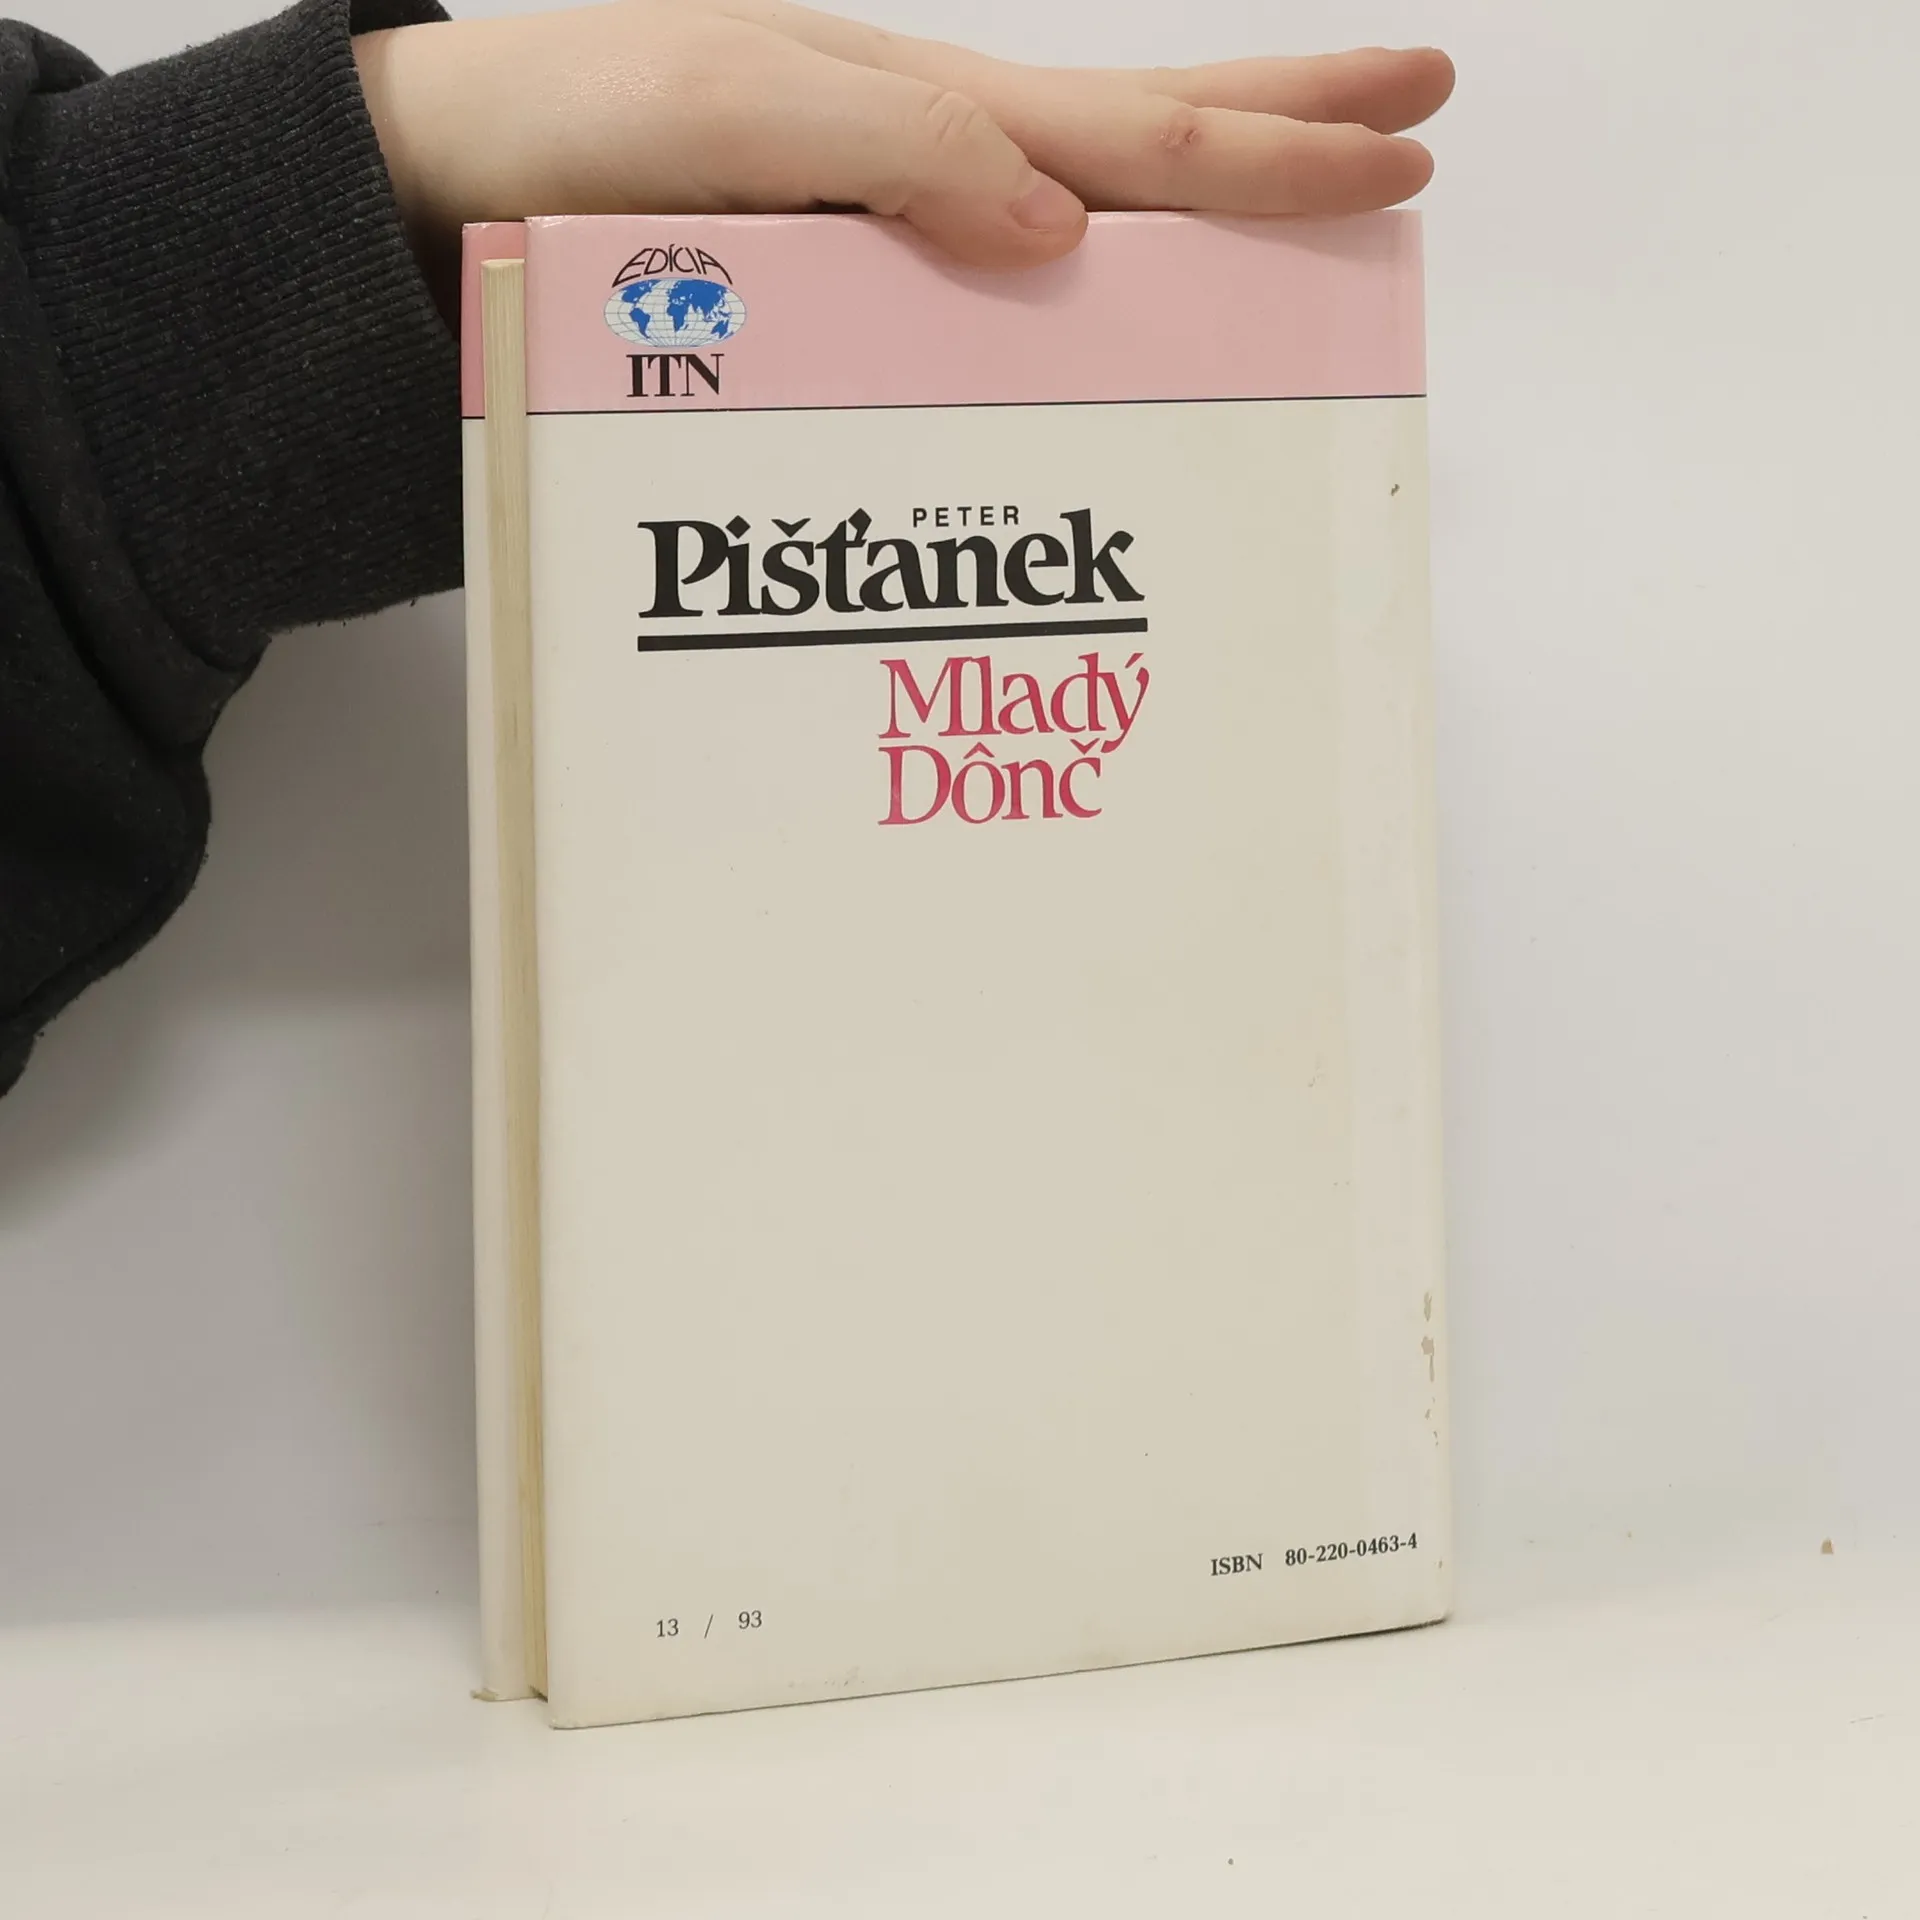 EDÍCIA
ITN
PETER
Pišťanek
Mladý
Dônč
ISBN 80-220-0463-4
13 / 93